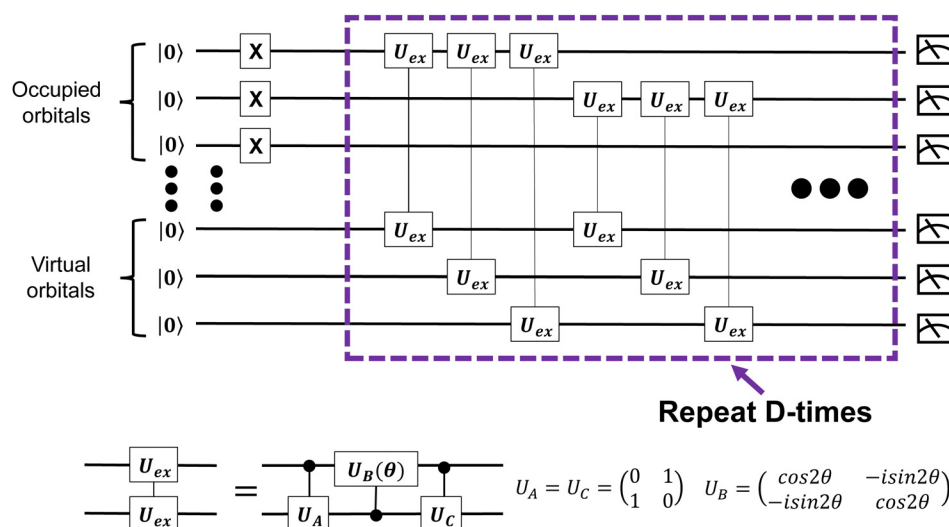 |0⟩ X U_ex U_ex U_ex
Occupied orbitals
|0⟩ X U_ex U_ex U_ex
|0⟩ X
|0⟩ U_ex U_ex
Virtual orbitals
|0⟩ U_ex U_ex
|0⟩ U_ex U_ex
Repeat D-times
U_ex = U_B(θ)
U_ex U_A U_C
U_A = U_C = (0 1
1 0) U_B = (cos2θ −isin2θ
−isin2θ cos2θ)